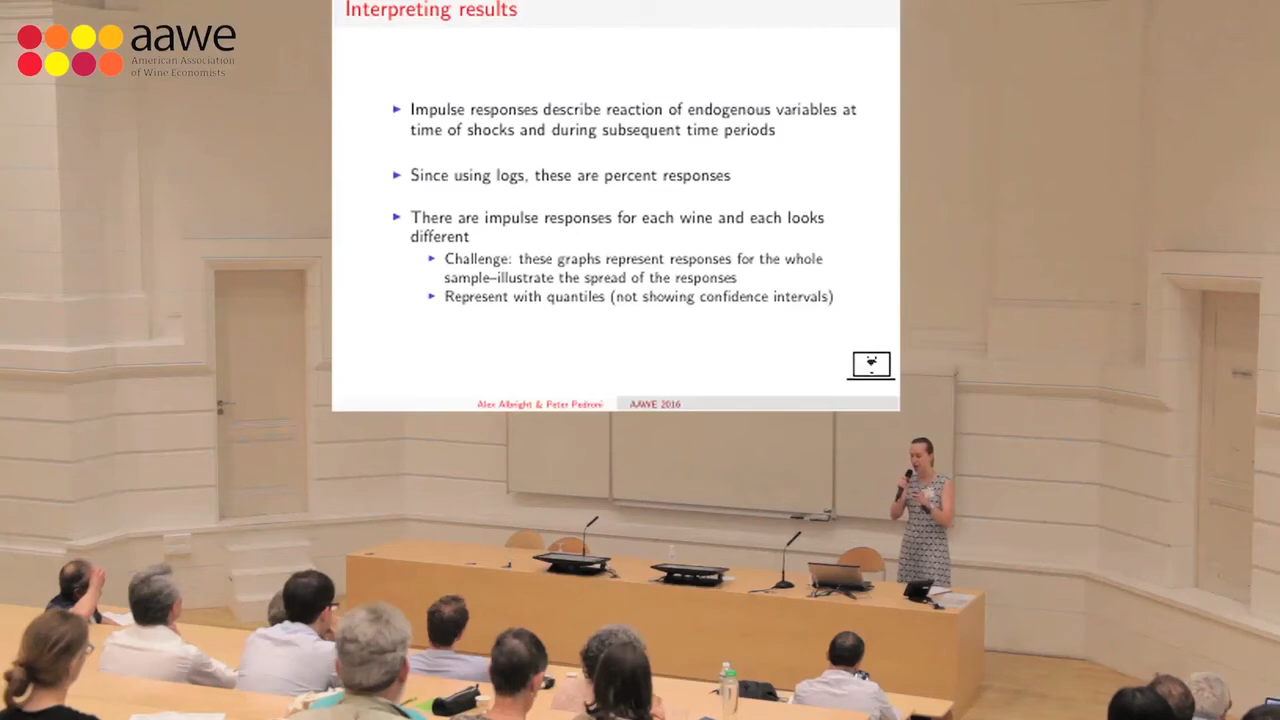 aawe
American Association
of Wine Economists
Interpreting results
Impulse responses describe reaction of endogenous variables at
time of shocks and during subsequent time periods
Since using logs, these are percent responses
There are impulse responses for each wine and each looks
different
Challenge: these graphs represent responses for the whole
sample–illustrate the spread of the responses
Represent with quantiles (not showing confidence intervals)
Alex Albright & Peter Pedroni
AAWE 2016